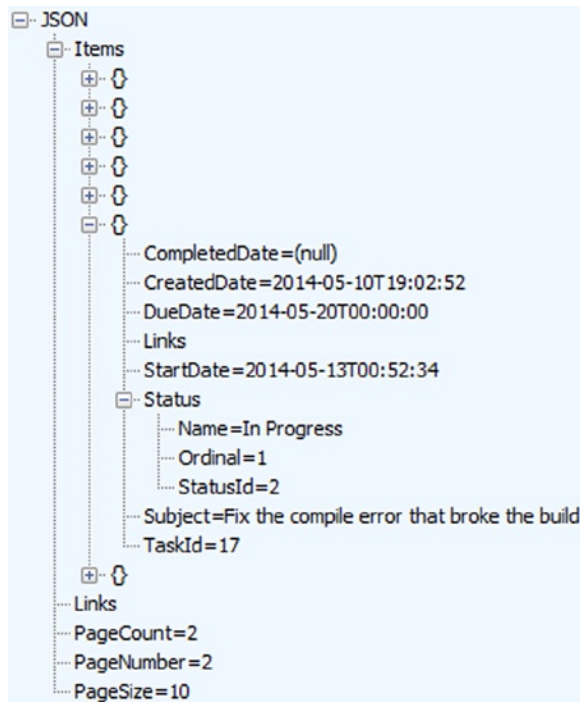 JSON
Items
{}
{}
{}
{}
{}
{}
CompletedDate=(null)
CreatedDate=2014-05-10T19:02:52
DueDate=2014-05-20T00:00:00
Links
StartDate=2014-05-13T00:52:34
Status
Name=In Progress
Ordinal=1
StatusId=2
Subject=Fix the compile error that broke the build
TaskId=17
{}
Links
PageCount=2
PageNumber=2
PageSize=10